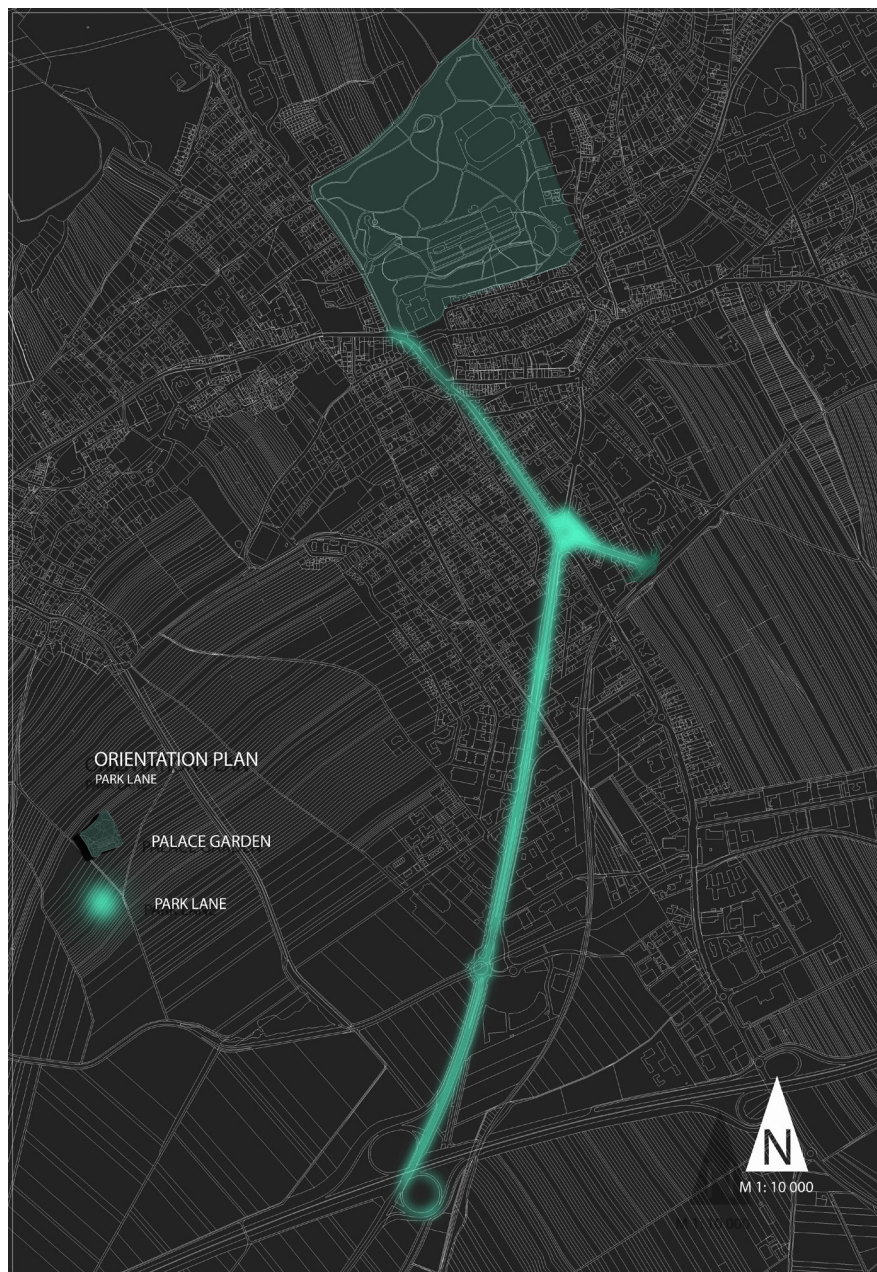 ORIENTATION PLAN
PARK LANE
PALACE GARDEN
PARK LANE
N
M 1: 10 000